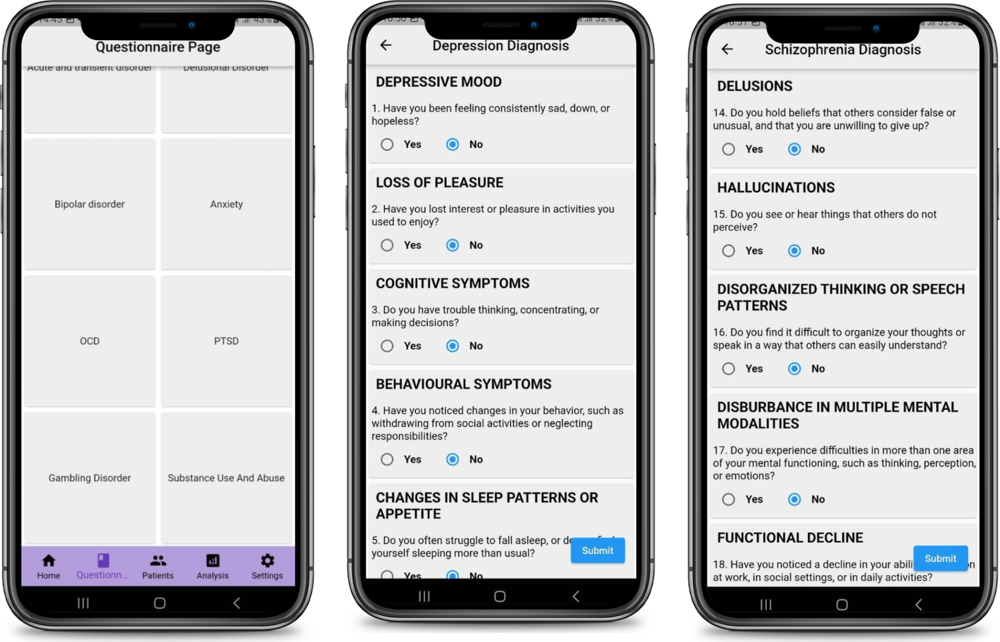 14:45
43%
Questionnaire Page
Acute and transient disorder
Delusional Disorder
Bipolar disorder
Anxiety
OCD
PTSD
Gambling Disorder
Substance Use And Abuse
Home
Questionn...
Patients
Analysis
Settings
32%
Depression Diagnosis
DEPRESSIVE MOOD
1. Have you been feeling consistently sad, down, or
hopeless?
Yes No
LOSS OF PLEASURE
2. Have you lost interest or pleasure in activities you
used to enjoy?
Yes No
COGNITIVE SYMPTOMS
3. Do you have trouble thinking, concentrating, or
making decisions?
Yes No
BEHAVIOURAL SYMPTOMS
4. Have you noticed changes in your behavior, such as
withdrawing from social activities or neglecting
responsibilities?
Yes No
CHANGES IN SLEEP PATTERNS OR
APPETITE
5. Do you often struggle to fall asleep, or do
yourself sleeping more than usual?
Submit
Yes No
32%
Schizophrenia Diagnosis
DELUSIONS
14. Do you hold beliefs that others consider false or
unusual, and that you are unwilling to give up?
Yes No
HALLUCINATIONS
15. Do you see or hear things that others do not
perceive?
Yes No
DISORGANIZED THINKING OR SPEECH
PATTERNS
16. Do you find it difficult to organize your thoughts or
speak in a way that others can easily understand?
Yes No
DISBURBANCE IN MULTIPLE MENTAL
MODALITIES
17. Do you experience difficulties in more than one area
of your mental functioning, such as thinking, perception,
or emotions?
Yes No
FUNCTIONAL DECLINE
18. Have you noticed a decline in your
at work, in social settings, or in daily activities?
Submit